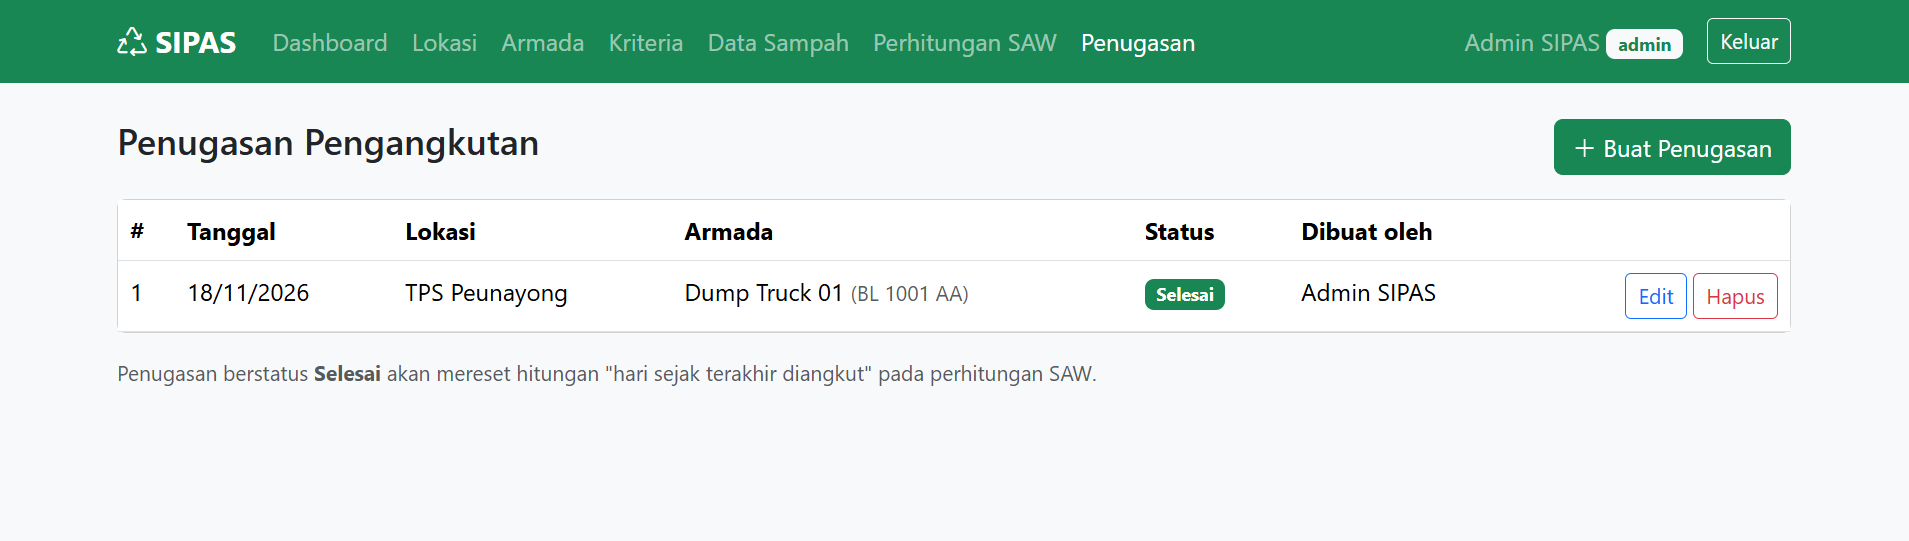 SIPAS Dashboard Lokasi Armada Kriteria Data Sampah Perhitungan SAW Penugasan Admin SIPAS admin Keluar
Penugasan Pengangkutan + Buat Penugasan
# Tanggal Lokasi Armada Status Dibuat oleh
1 18/11/2026 TPS Peunayong Dump Truck 01 (BL 1001 AA) Selesai Admin SIPAS Edit Hapus
Penugasan berstatus Selesai akan mereset hitungan "hari sejak terakhir diangkut" pada perhitungan SAW.